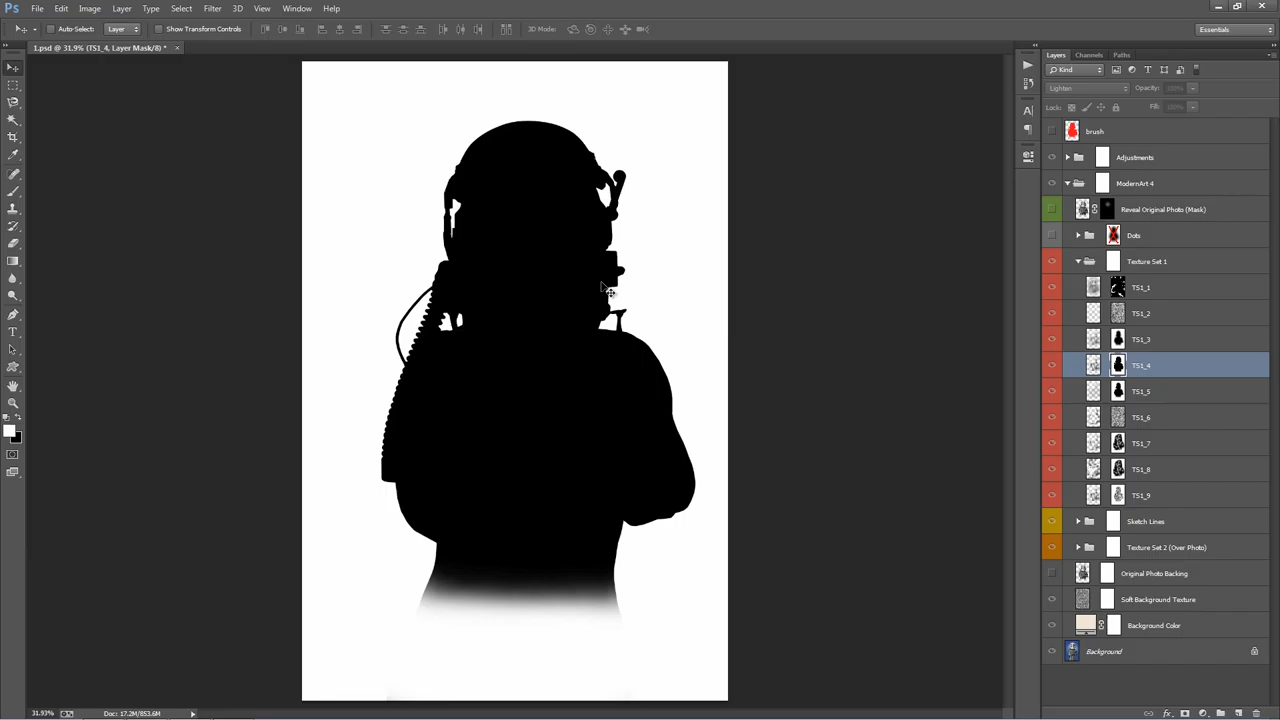 Ps File Edit Image Layer Type Select Filter 3D View Window Help
Auto-Select: Layer Show Transform Controls 3D Mode: Essentials
1.psd @ 31.9% (TS1_4, Layer Mask/8) * ×
Layers Channels Paths
Kind
Lighten Opacity:
Lock: Fill:
brush
Adjustments
ModernArt 4
Reveal Original Photo (Mask)
Dots
Texture Set 1
TS1_1
TS1_2
TS1_3
TS1_4
TS1_5
TS1_6
TS1_7
TS1_8
TS1_9
Sketch Lines
Texture Set 2 (Over Photo)
Original Photo Backing
Soft Background Texture
Background Color
Background
31.93% Doc: 17.2M/853.6M